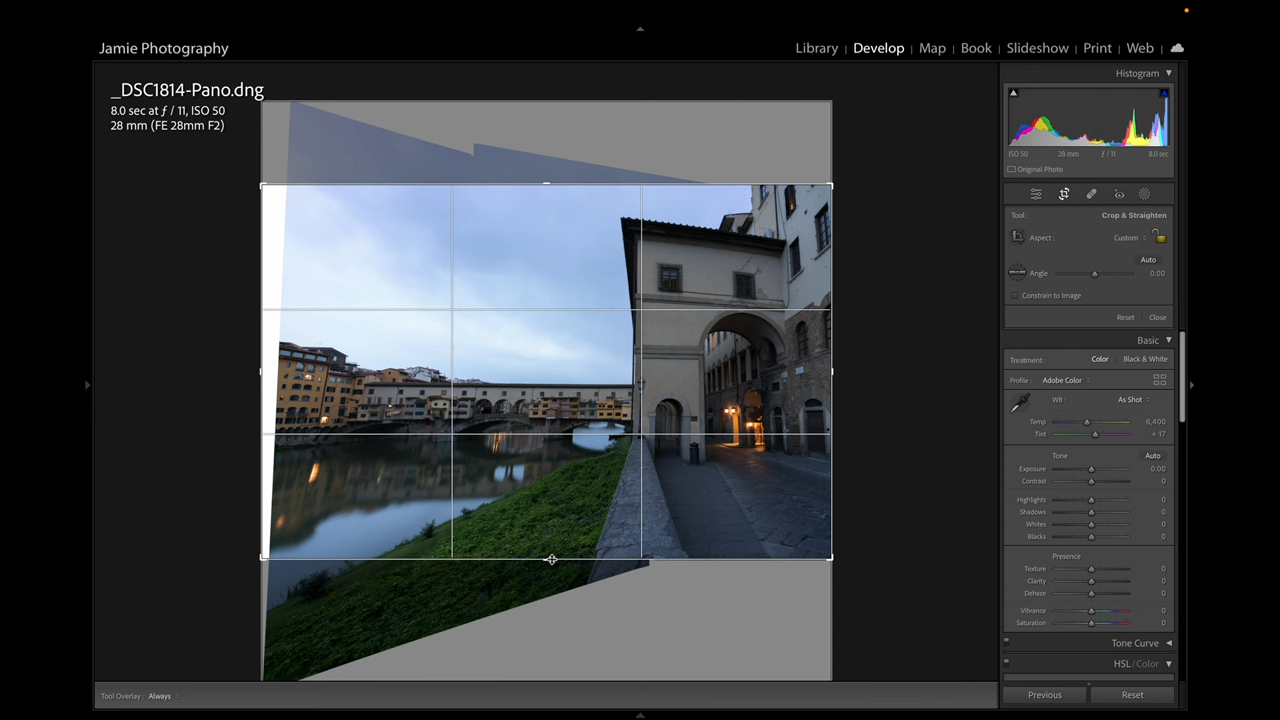 Jamie Photography
Library | Develop | Map | Book | Slideshow | Print | Web
_DSC1814-Pano.dng
8.0 sec at ƒ / 11, ISO 50
28 mm (FE 28mm F2)
Histogram
ISO 50 28 mm ƒ / 11 8.0 sec
Original Photo
Tool : Crop & Straighten
Aspect : Custom
Auto
Angle 0.00
Constrain to Image
Reset Close
Basic
Treatment : Color Black & White
Profile : Adobe Color
WB : As Shot
Temp 6,400
Tint + 17
Tone Auto
Exposure 0.00
Contrast 0
Highlights 0
Shadows 0
Whites 0
Blacks 0
Presence
Texture 0
Clarity 0
Dehaze 0
Vibrance 0
Saturation 0
Tone Curve
HSL / Color
Tool Overlay : Always
Previous Reset